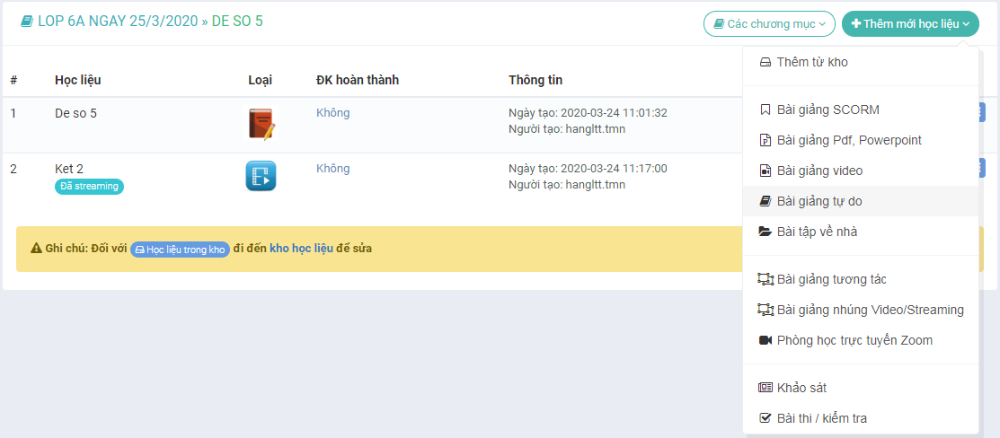 LOP 6A NGAY 25/3/2020 » DE SO 5
Các chương mục
Thêm mới học liệu
# Học liệu Loại ĐK hoàn thành Thông tin
1 De so 5 Không Ngày tạo: 2020-03-24 11:01:32
Người tạo: hangltt.tmn
2 Ket 2 Không Ngày tạo: 2020-03-24 11:17:00
Đã streaming Người tạo: hangltt.tmn
Ghi chú: Đối với Học liệu trong kho đi đến kho học liệu để sửa
Thêm từ kho
Bài giảng SCORM
Bài giảng Pdf, Powerpoint
Bài giảng video
Bài giảng tự do
Bài tập về nhà
Bài giảng tương tác
Bài giảng nhúng Video/Streaming
Phòng học trực tuyến Zoom
Khảo sát
Bài thi / kiểm tra